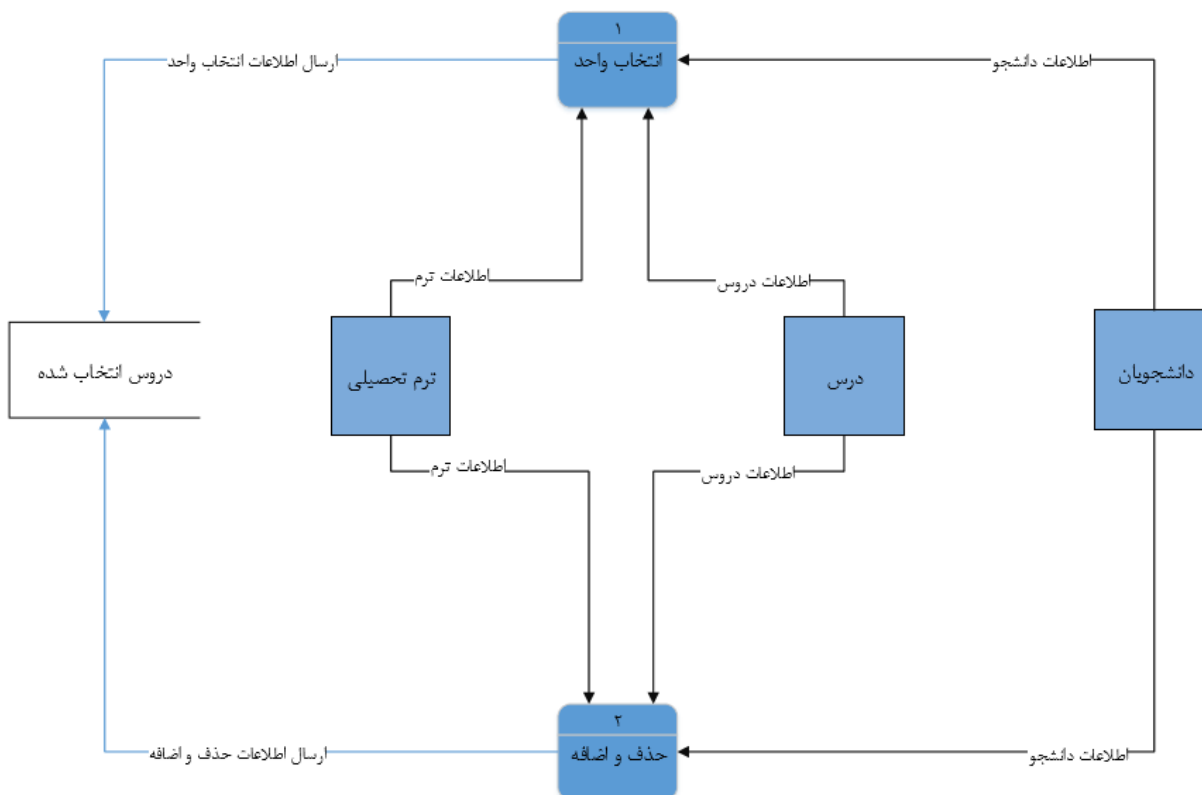 ۱
انتخاب واحد
اطلاعات دانشجو
ارسال اطلاعات انتخاب واحد
اطلاعات دروس
اطلاعات ترم
دانشجویان
درس
ترم تحصیلی
دروس انتخاب شده
اطلاعات دروس
اطلاعات ترم
۲
حذف و اضافه
اطلاعات دانشجو
ارسال اطلاعات حذف و اضافه